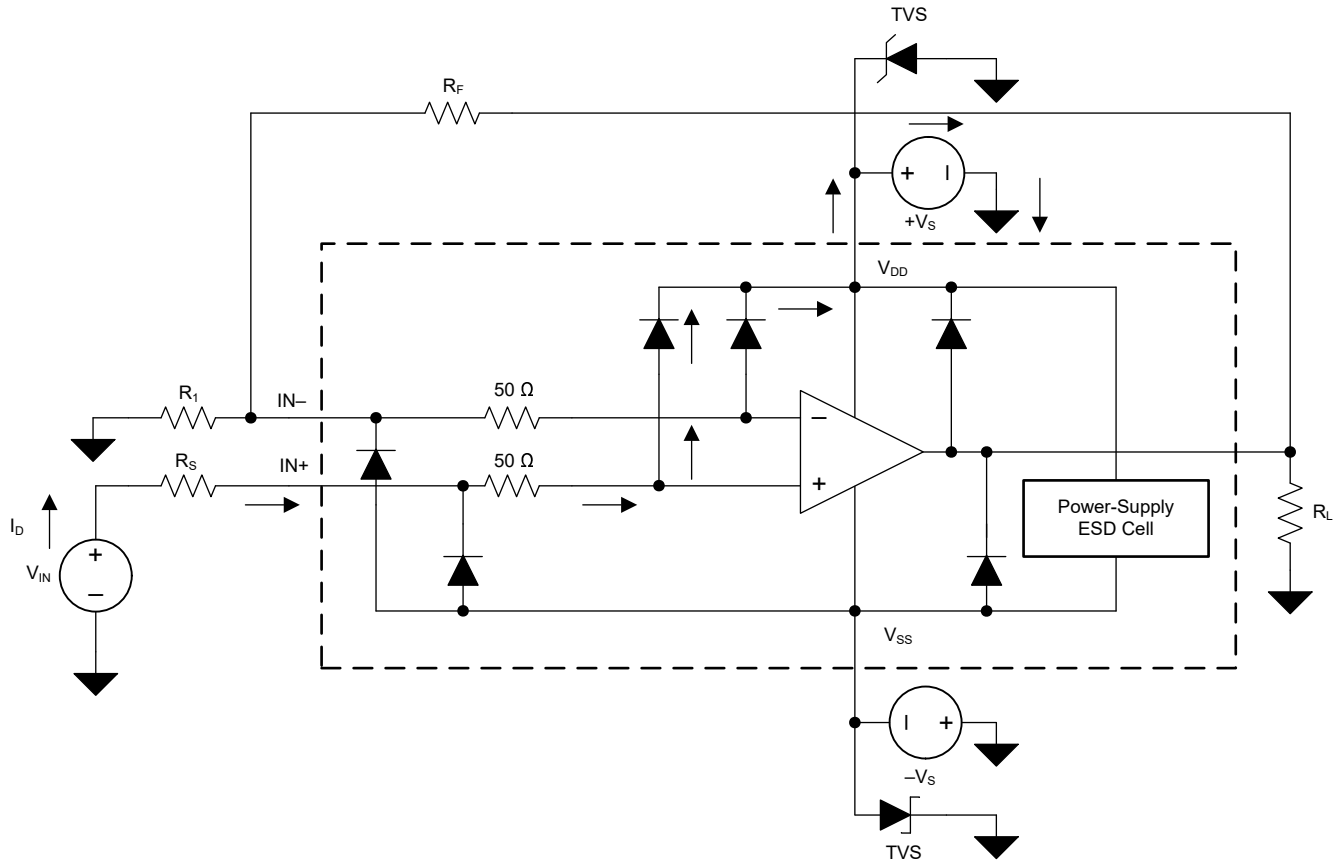 TVS
RF
+ –
+VS
VDD
R1
IN–
50 Ω
–
RS
IN+
50 Ω
+
ID
+
VIN
–
Power-Supply
ESD Cell
RL
VSS
– +
–VS
TVS